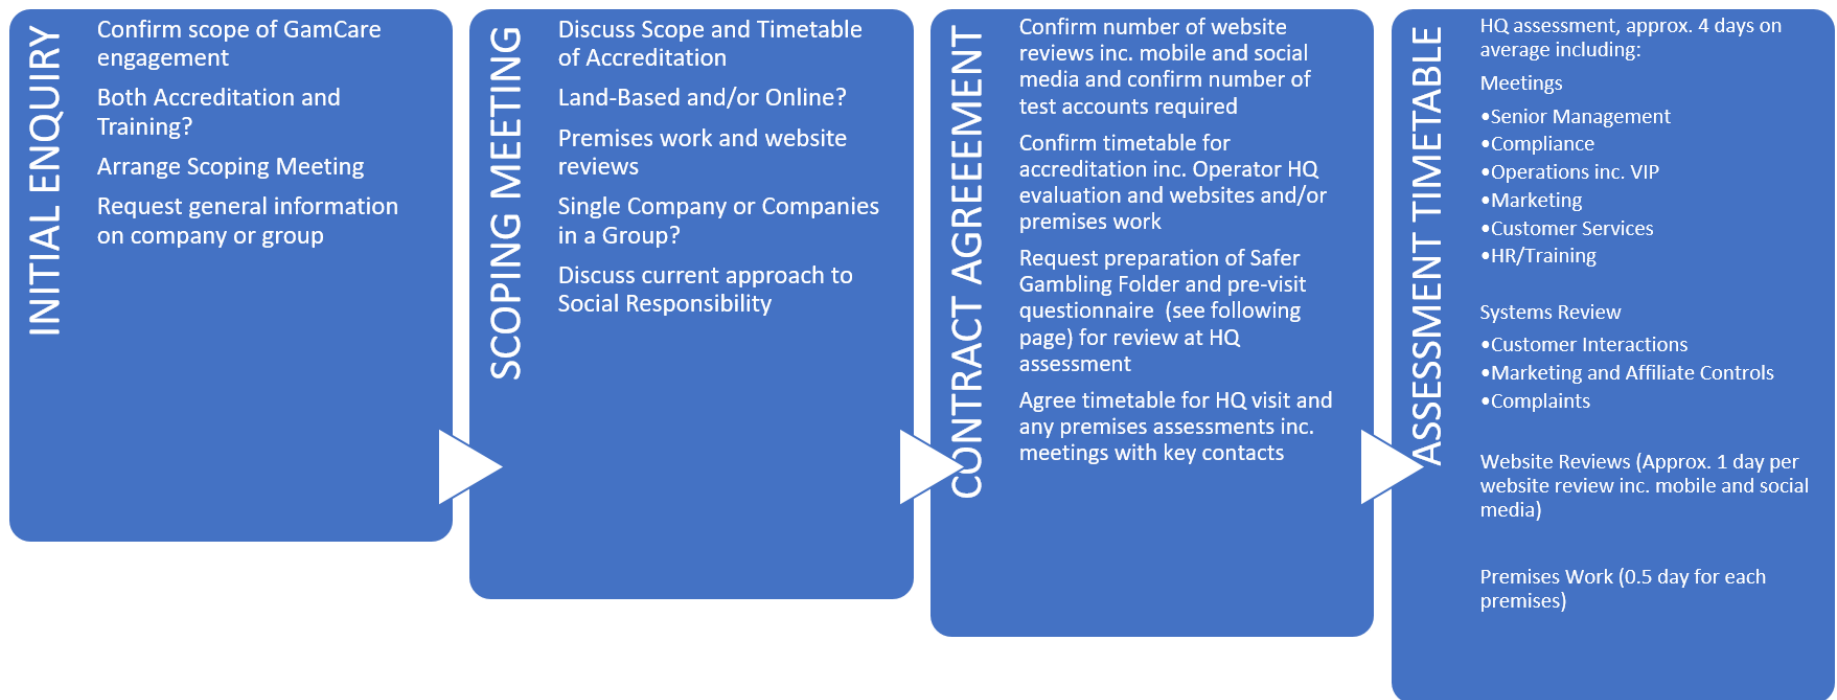 INITIAL ENQUIRY
Confirm scope of GamCare
engagement
Both Accreditation and
Training?
Arrange Scoping Meeting
Request general information
on company or group
SCOPING MEETING
Discuss Scope and Timetable
of Accreditation
Land-Based and/or Online?
Premises work and website
reviews
Single Company or Companies
in a Group?
Discuss current approach to
Social Responsibility
CONTRACT AGREEEMENT
Confirm number of website
reviews inc. mobile and social
media and confirm number of
test accounts required
Confirm timetable for
accreditation inc. Operator HQ
evaluation and websites and/or
premises work
Request preparation of Safer
Gambling Folder and pre-visit
questionnaire (see following
page) for review at HQ
assessment
Agree timetable for HQ visit and
any premises assessments inc.
meetings with key contacts
ASSESSMENT TIMETABLE
HQ assessment, approx. 4 days on
average including:
Meetings
•Senior Management
•Compliance
•Operations inc. VIP
•Marketing
•Customer Services
•HR/Training
Systems Review
•Customer Interactions
•Marketing and Affiliate Controls
•Complaints
Website Reviews (Approx. 1 day per
website review inc. mobile and social
media)
Premises Work (0.5 day for each
premises)